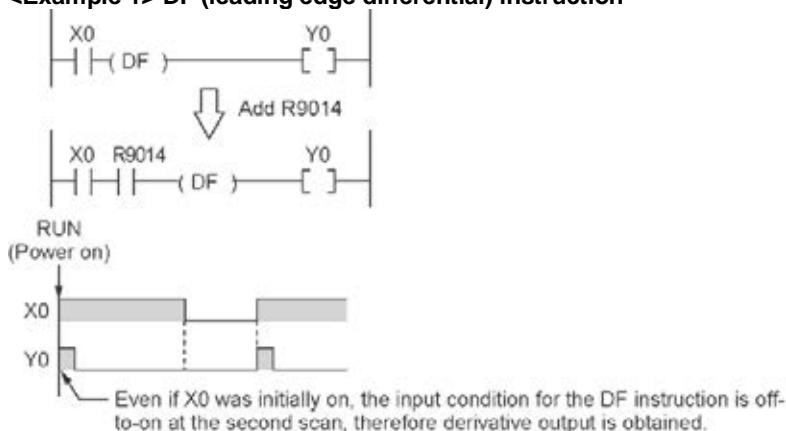 <Example 1> DF (leading edge differential) instruction
X0 Y0
( DF )
Add R9014
X0 R9014 Y0
( DF )
RUN
(Power on)
X0
Y0
Even if X0 was initially on, the input condition for the DF instruction is off-
to-on at the second scan, therefore derivative output is obtained.